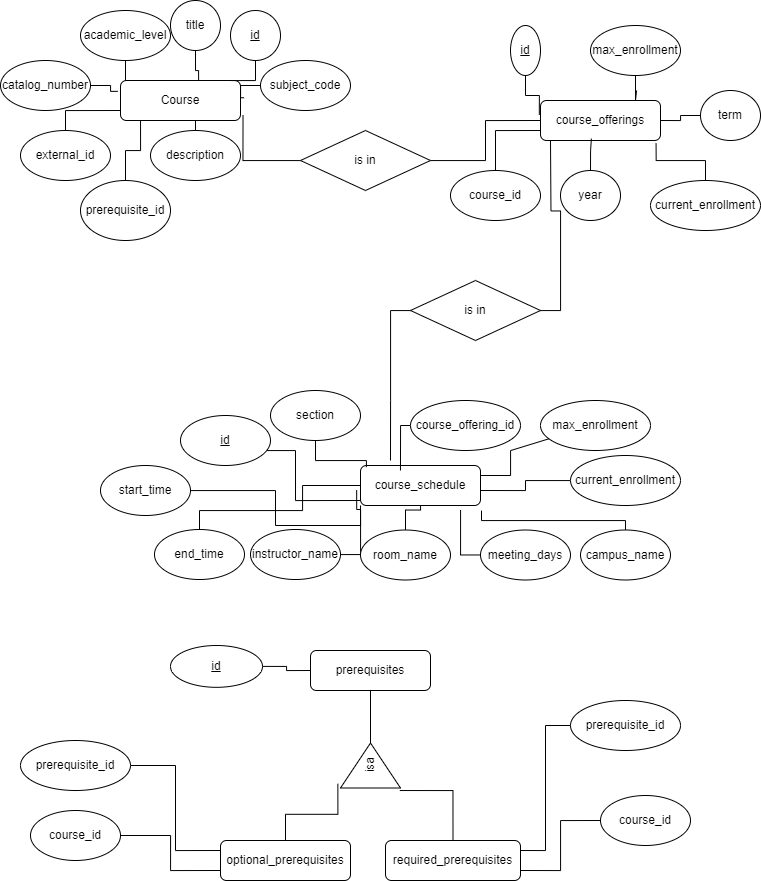 title
academic_level
id
catalog_number
Course
subject_code
external_id
description
prerequisite_id
is in
id
max_enrollment
course_offerings
term
course_id
year
current_enrollment
is in
section
course_offering_id
max_enrollment
id
start_time
course_schedule
current_enrollment
end_time
instructor_name
room_name
meeting_days
campus_name
id
prerequisites
isa
prerequisite_id
prerequisite_id
course_id
course_id
optional_prerequisites
required_prerequisites